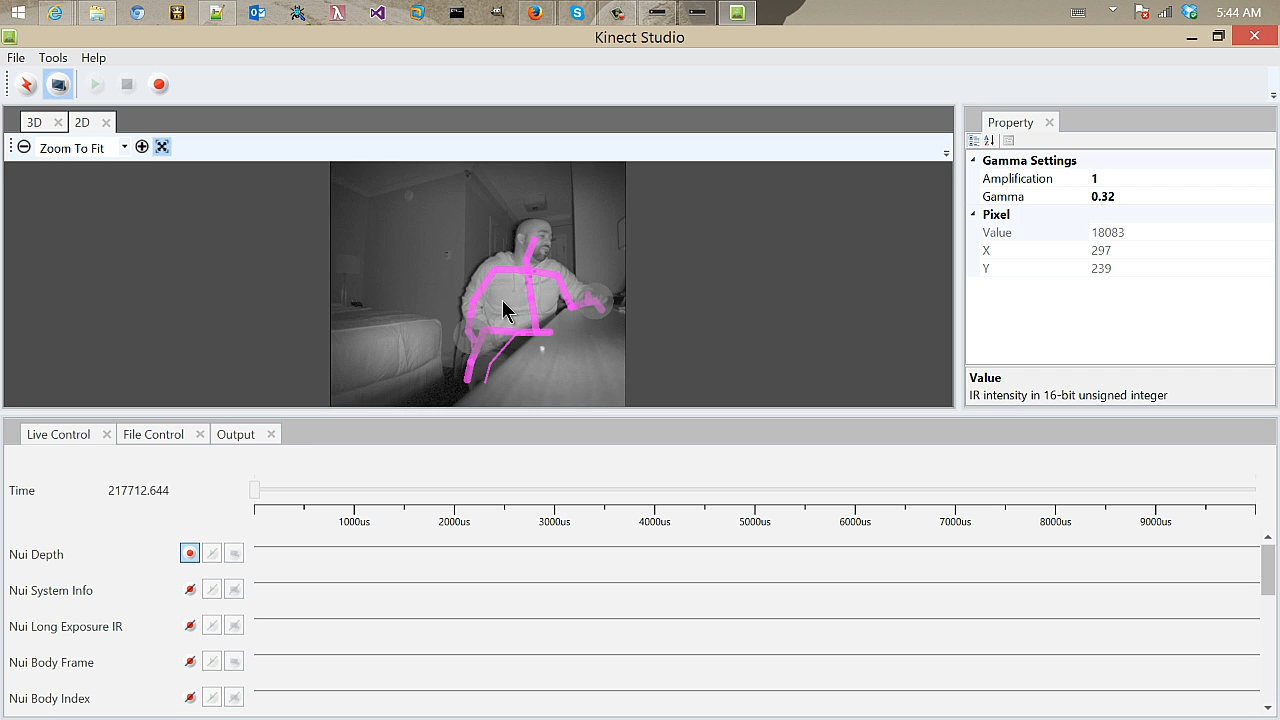 5:44 AM
Kinect Studio
File Tools Help
3D 2D
Zoom To Fit
Property
Gamma Settings
Amplification 1
Gamma 0.32
Pixel
Value 18083
X 297
Y 239
Value
IR intensity in 16-bit unsigned integer
Live Control File Control Output
Time 217712.644
1000us 2000us 3000us 4000us 5000us 6000us 7000us 8000us 9000us
Nui Depth
Nui System Info
Nui Long Exposure IR
Nui Body Frame
Nui Body Index